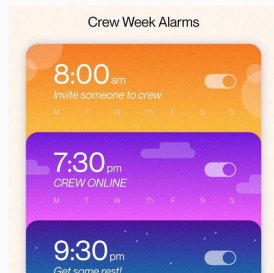 Crew Week Alarms
8:00am
Invite someone to crew
M T W Th F S S
7:30pm
CREW ONLINE
M T W Th F S S
9:30pm
Get some rest!